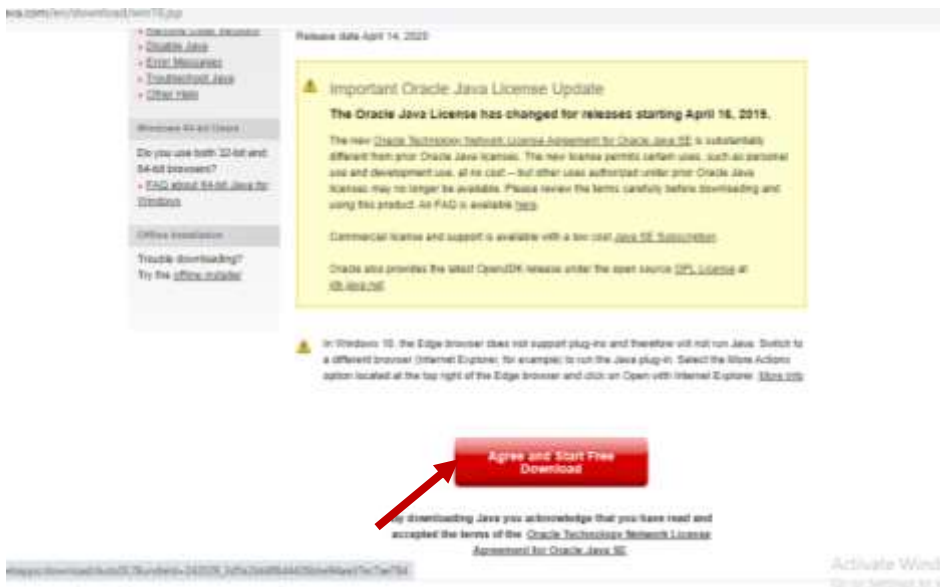 Release date April 14, 2020
Disable Java
Error Messages
Troubleshoot Java
Other Help
Windows 64-bit Users
Do you use both 32-bit and
64-bit browsers?
FAQ about 64-bit Java for
Windows
Offline Installation
Trouble downloading?
Try the offline installer
Important Oracle Java License Update
The Oracle Java License has changed for releases starting April 16, 2019.
The new Oracle Technology Network License Agreement for Oracle Java SE is substantially
different from prior Oracle Java licenses. The new license permits certain uses, such as personal
use and development use, at no cost -- but other uses authorized under prior Oracle Java
licenses may no longer be available. Please review the terms carefully before downloading and
using this product. An FAQ is available here.
Commercial license and support is available with a low cost Java SE Subscription.
Oracle also provides the latest OpenJDK release under the open source GPL License at
jdk.java.net.
In Windows 10, the Edge browser does not support plug-ins and therefore will not run Java. Switch to
a different browser (Internet Explorer, for example) to run the Java plug-in. Select the More Actions
option located at the top right of the Edge browser and click on Open with Internet Explorer. More info
Agree and Start Free
Download
By downloading Java you acknowledge that you have read and
accepted the terms of the Oracle Technology Network License
Agreement for Oracle Java SE